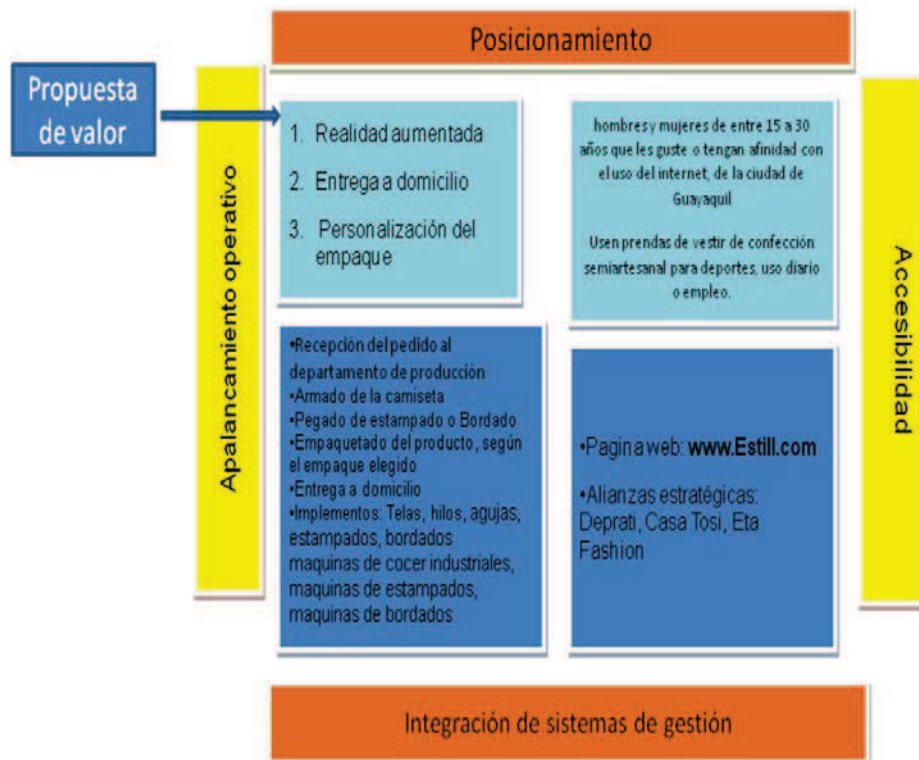 Posicionamiento
Propuesta
de valor
Apalancamiento operativo
1. Realidad aumentada
2. Entrega a domicilio
3. Personalización del
empaque
hombres y mujeres de entre 15 a 30
años que les guste o tengan afinidad con
el uso del internet, de la ciudad de
Guayaquil
Usen prendas de vestir de confección
semiartesanal para deportes, uso diario
o empleo.
Accesibilidad
•Recepción del pedido al
departamento de producción
•Armado de la camiseta
•Pegado de estampado o Bordado
•Empaquetado del producto, según
el empaque elegido
•Entrega a domicilio
•Implementos: Telas, hilos, agujas,
estampados, bordados
maquinas de cocer industriales,
maquinas de estampados,
maquinas de bordados
•Pagina web: www.Estill.com
•Alianzas estratégicas:
Deprati, Casa Tosi, Eta
Fashion
Integración de sistemas de gestión